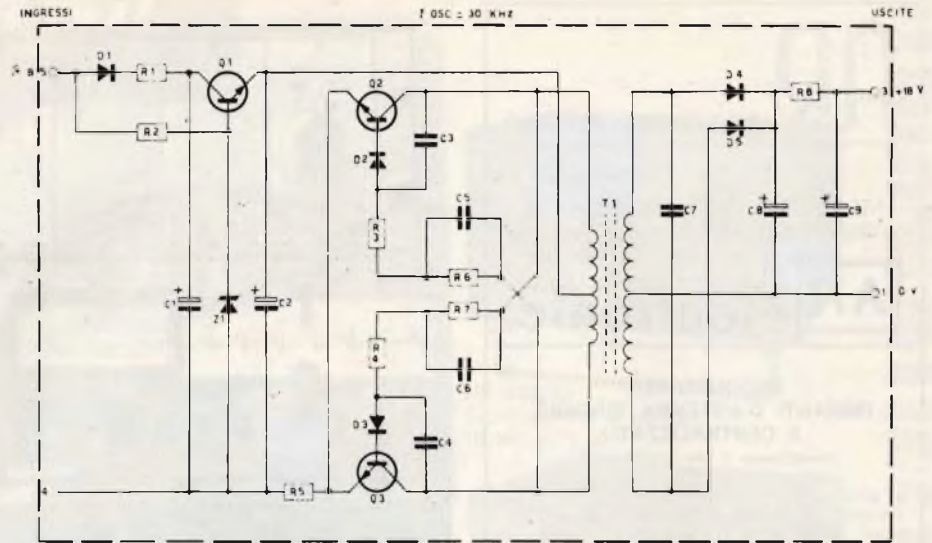 INGRESSI
f OSC = 30 KHZ
USCITE
D1
R1
Q1
R2
Q2
D2
C3
C5
R3
R6
R7
R4
C6
D3
C4
Q3
C1
Z1
C2
R5
4
T1
D4
D5
R8
3 +18 V
C7
C8
C9
1 0 V